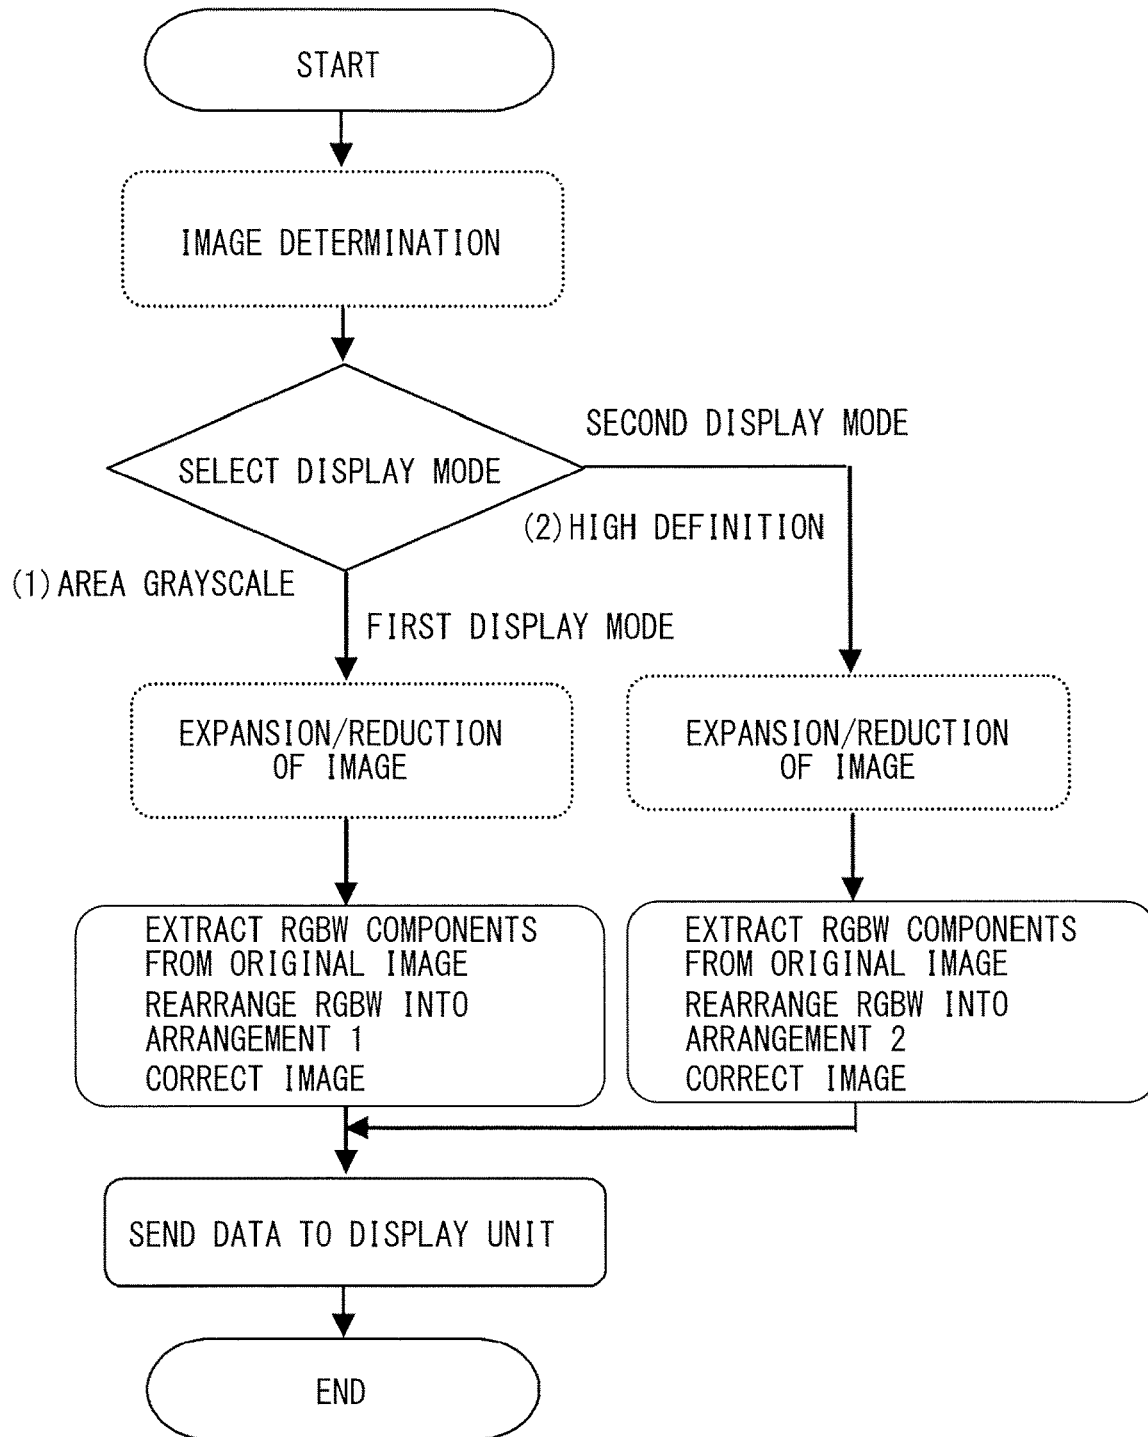 START
IMAGE DETERMINATION
SECOND DISPLAY MODE
SELECT DISPLAY MODE
(2)HIGH DEFINITION
(1)AREA GRAYSCALE
FIRST DISPLAY MODE
EXPANSION/REDUCTION
OF IMAGE
EXPANSION/REDUCTION
OF IMAGE
EXTRACT RGBW COMPONENTS
FROM ORIGINAL IMAGE
REARRANGE RGBW INTO
ARRANGEMENT 1
CORRECT IMAGE
EXTRACT RGBW COMPONENTS
FROM ORIGINAL IMAGE
REARRANGE RGBW INTO
ARRANGEMENT 2
CORRECT IMAGE
SEND DATA TO DISPLAY UNIT
END